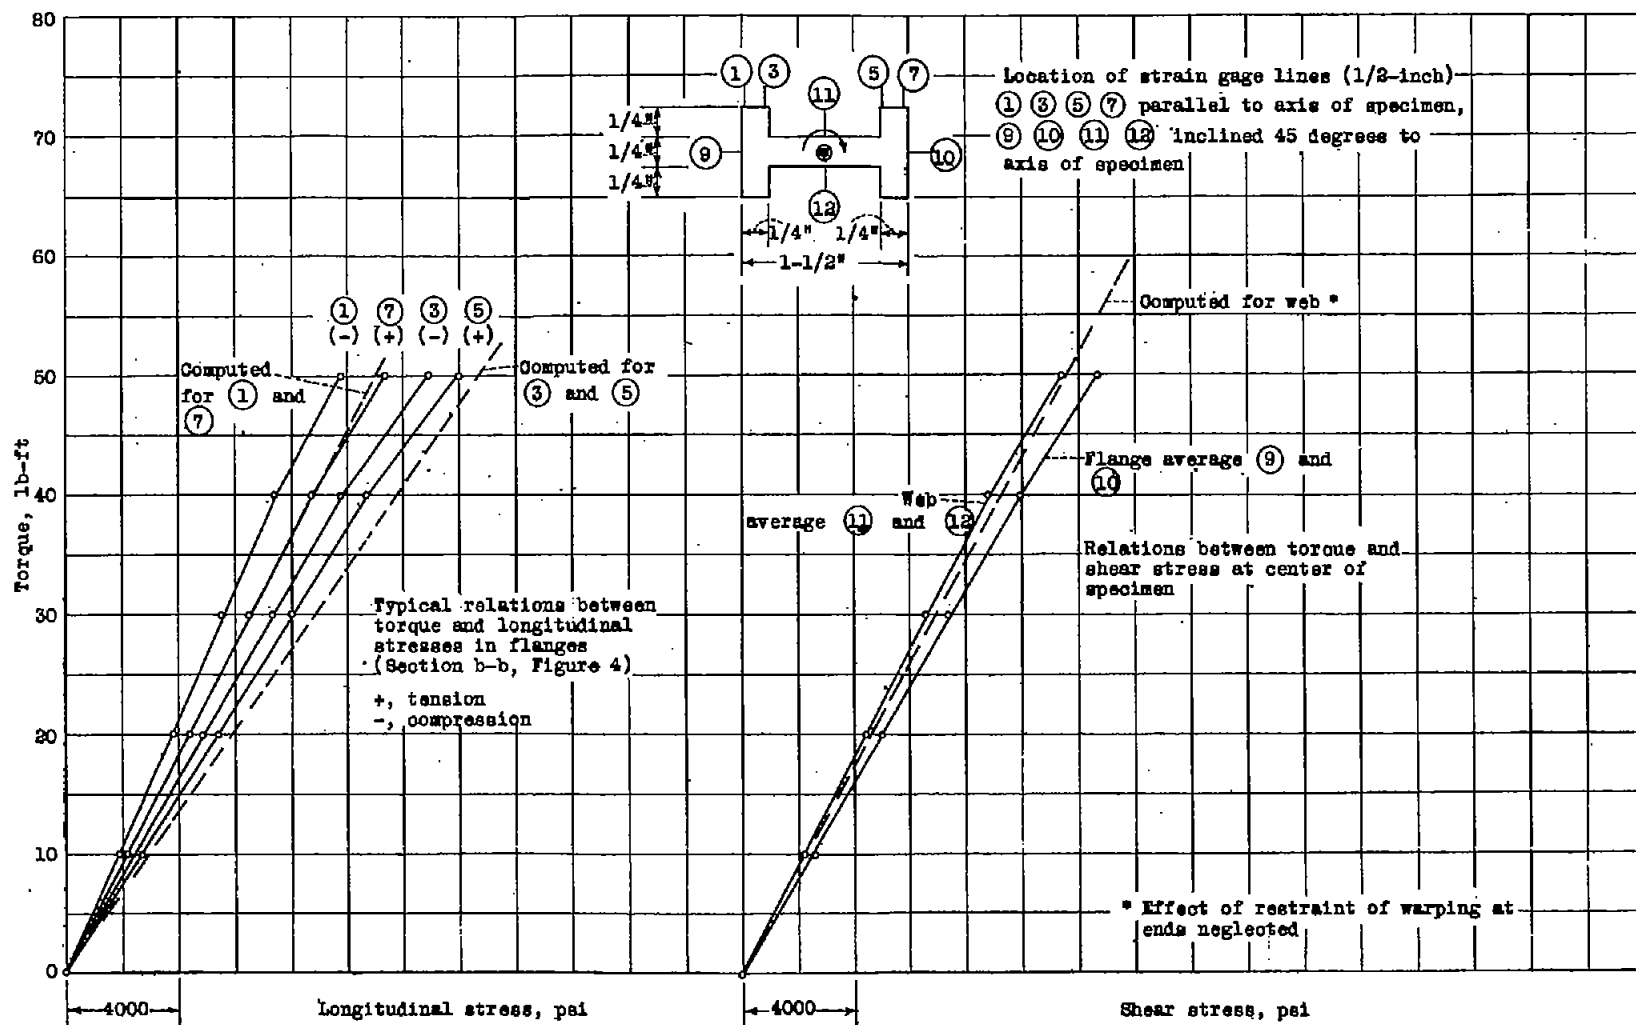 80
70
60
50
40
30
20
10
0
Torque, lb-ft
1 3 5 7
11
9
10
12
1/4"
1/4"
1/4"
1/4" 1/4"
1-1/2"
Location of strain gage lines (1/2-inch)
1 3 5 7 parallel to axis of specimen,
9 10 11 12 inclined 45 degrees to
axis of specimen
1 7 3 5
(-) (+) (-) (+)
Computed
for 1 and
7
Computed for
3 and 5
Typical relations between
torque and longitudinal
stresses in flanges
(Section b-b, Figure 4)
+, tension
-, compression
Computed for web *
Flange average 9 and
10
Web
average 11 and 12
Relations between torque and
shear stress at center of
specimen
* Effect of restraint of warping at
ends neglected
4000
Longitudinal stress, psi
4000
Shear stress, psi